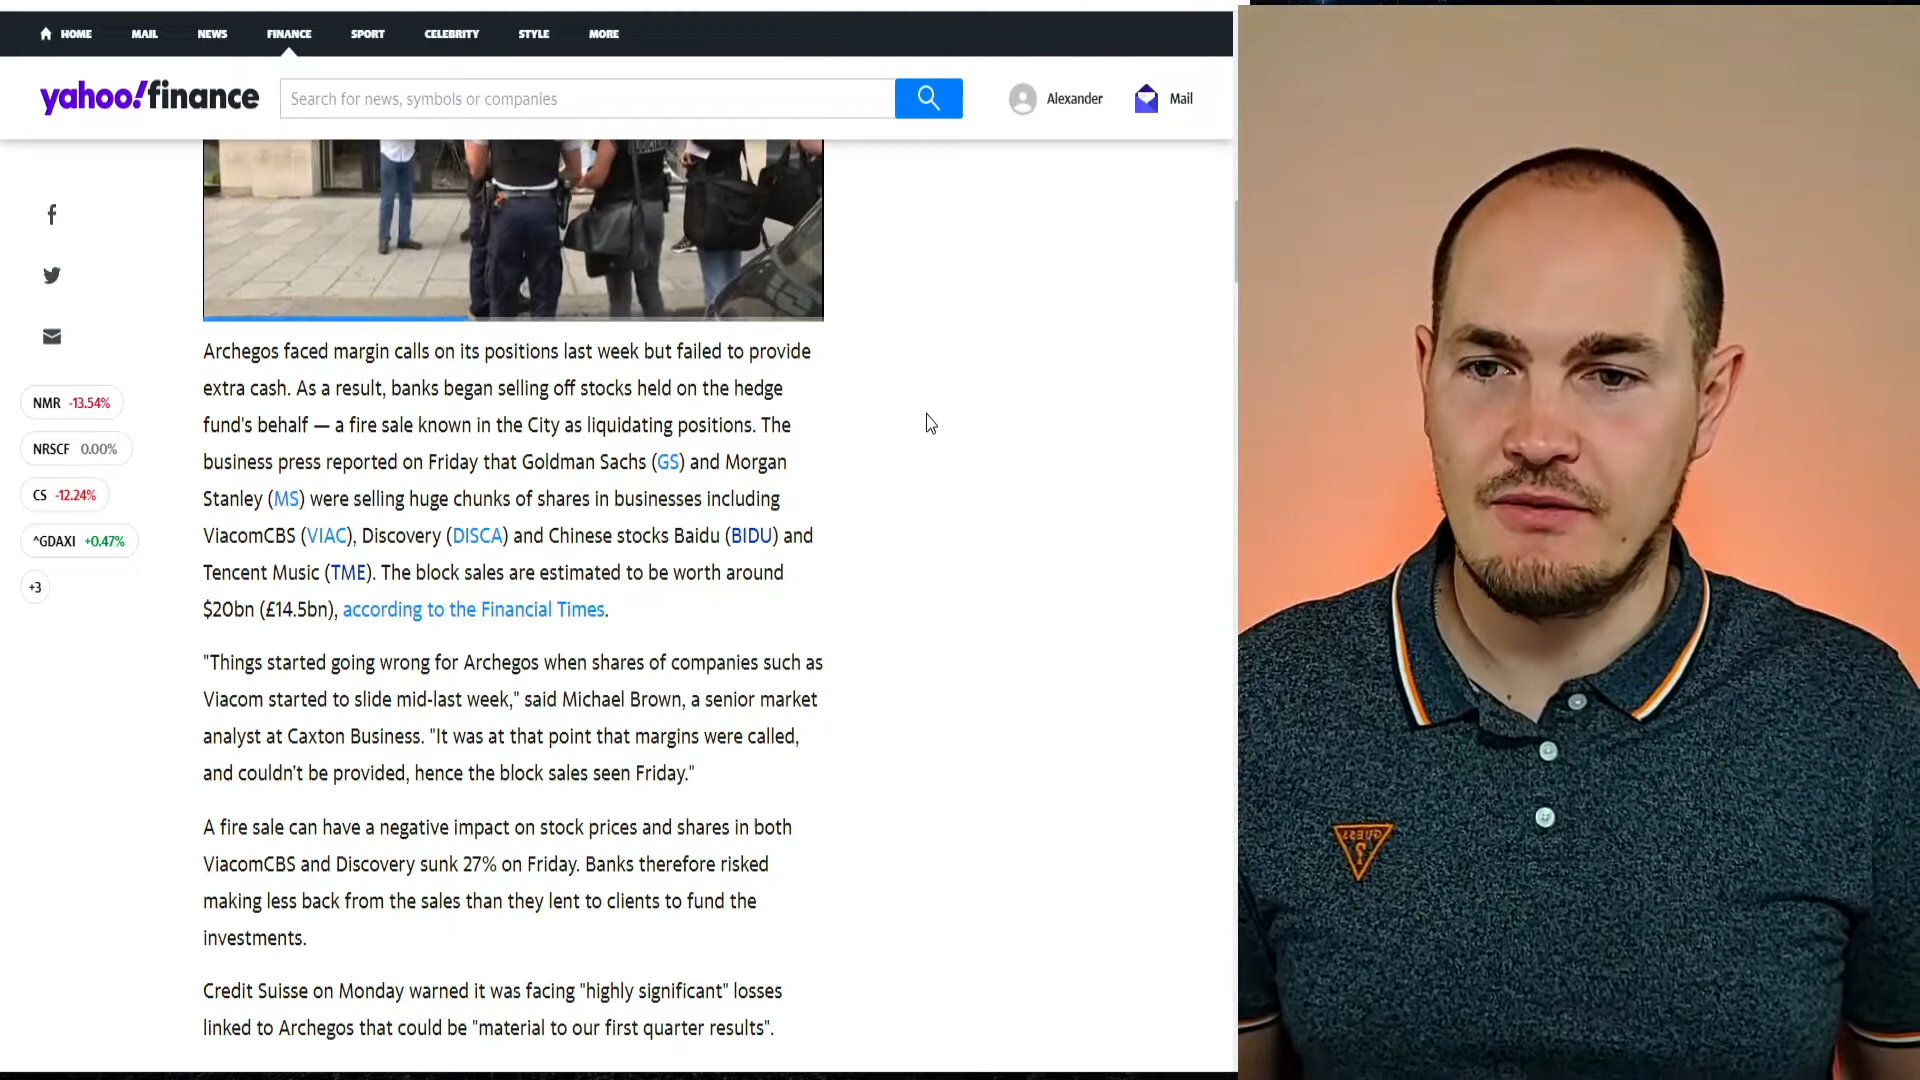 HOME MAIL NEWS FINANCE SPORT CELEBRITY STYLE MORE
yahoo!finance Search for news, symbols or companies Alexander Mail
Archegos faced margin calls on its positions last week but failed to provide
extra cash. As a result, banks began selling off stocks held on the hedge
fund's behalf — a fire sale known in the City as liquidating positions. The
business press reported on Friday that Goldman Sachs (GS) and Morgan
Stanley (MS) were selling huge chunks of shares in businesses including
ViacomCBS (VIAC), Discovery (DISCA) and Chinese stocks Baidu (BIDU) and
Tencent Music (TME). The block sales are estimated to be worth around
$20bn (£14.5bn), according to the Financial Times.
"Things started going wrong for Archegos when shares of companies such as
Viacom started to slide mid-last week," said Michael Brown, a senior market
analyst at Caxton Business. "It was at that point that margins were called,
and couldn't be provided, hence the block sales seen Friday."
A fire sale can have a negative impact on stock prices and shares in both
ViacomCBS and Discovery sunk 27% on Friday. Banks therefore risked
making less back from the sales than they lent to clients to fund the
investments.
Credit Suisse on Monday warned it was facing "highly significant" losses
linked to Archegos that could be "material to our first quarter results".
NMR -13.54%
NRSCF 0.00%
CS -12.24%
^GDAXI +0.47%
+3
GUESS
?